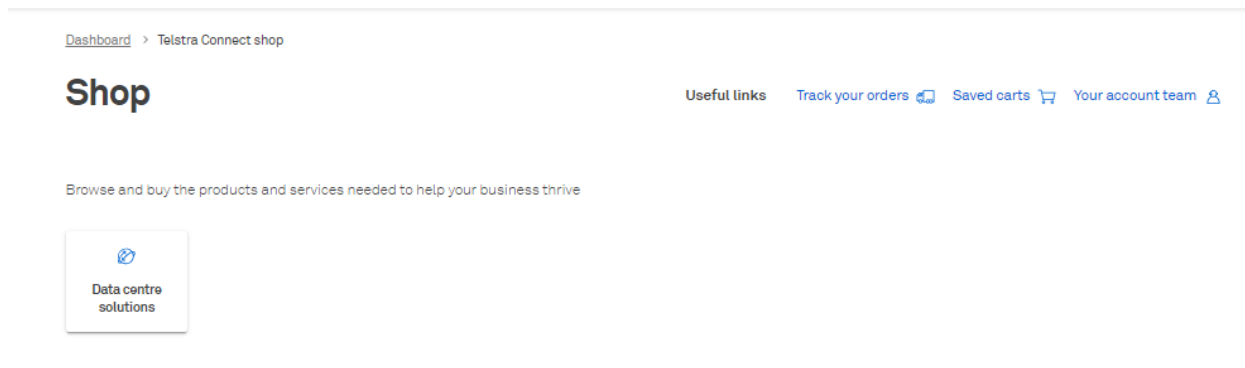 Dashboard > Telstra Connect shop
Shop
Useful links Track your orders Saved carts Your account team
Browse and buy the products and services needed to help your business thrive
Data centre
solutions